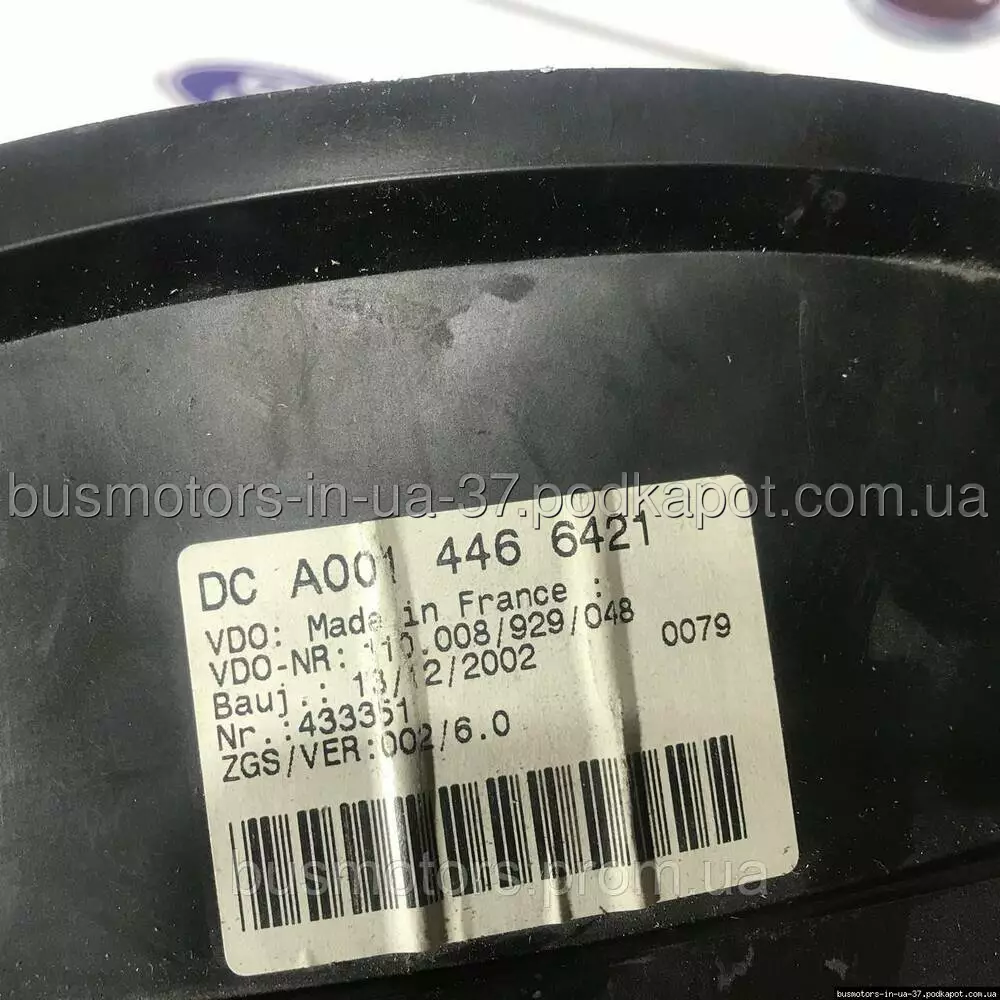 busmotors-in-ua-37.podkapot.com.ua
DC A001 446 6421
VDO: Made in France :
VDO-NR: 110.008/929/048 0079
Bauj.: 13/12/2002
Nr.:433351
ZGS/VER:002/6.0
busmotors.prom.ua
busmotors-in-ua-37.podkapot.com.ua